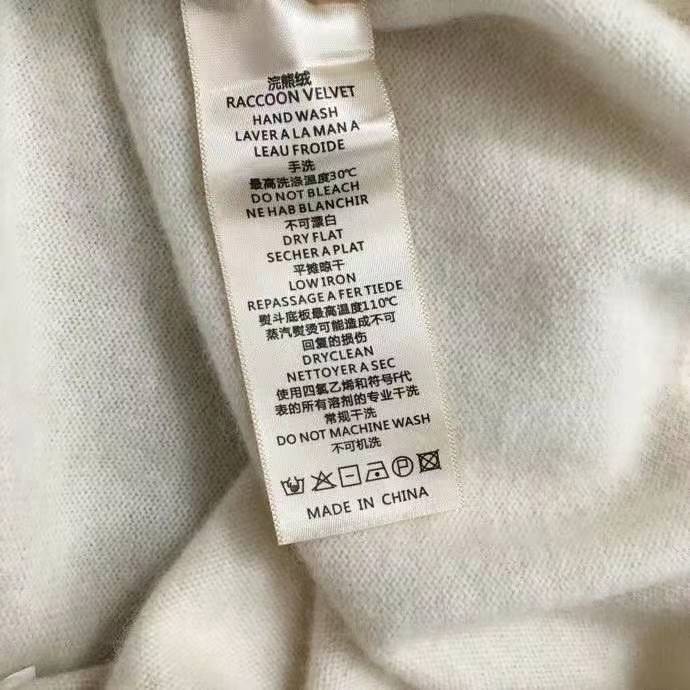 浣熊绒
RACCOON VELVET
HAND WASH
LAVER A LA MAN A
LEAU FROIDE
手洗
最高洗涤温度30℃
DO NOT BLEACH
NE HAB BLANCHIR
不可漂白
DRY FLAT
SECHER A PLAT
平摊晾干
LOW IRON
REPASSAGE A FER TIEDE
熨斗底板最高温度110℃
蒸汽熨烫可能造成不可
回复的损伤
DRYCLEAN
NETTOYER A SEC
使用四氯乙烯和符号F代
表的所有溶剂的专业干洗
常规干洗
DO NOT MACHINE WASH
不可机洗
P
MADE IN CHINA